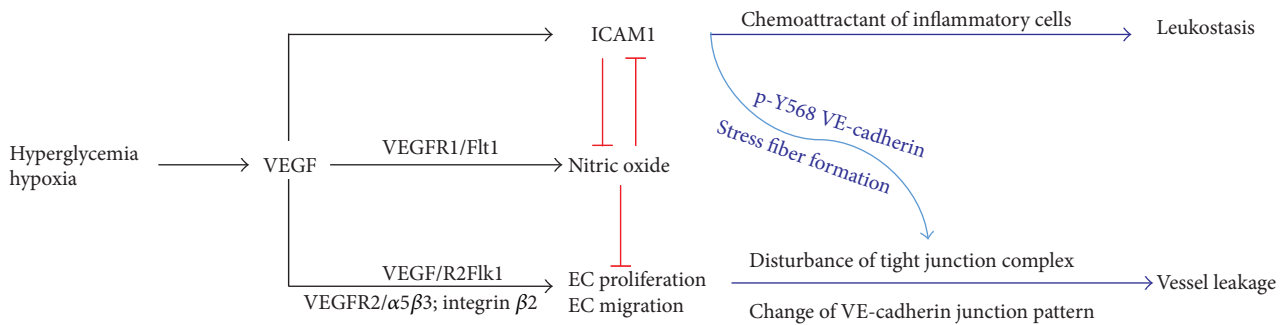 Chemoattractant of inflammatory cells
ICAM1
Leukostasis
p-Y568 VE-cadherin
Stress fiber formation
Hyperglycemia
hypoxia
VEGF
VEGFR1/Flt1
Nitric oxide
VEGF/R2Flk1
VEGFR2/α5β3; integrin β2
EC proliferation
EC migration
Disturbance of tight junction complex
Change of VE-cadherin junction pattern
Vessel leakage